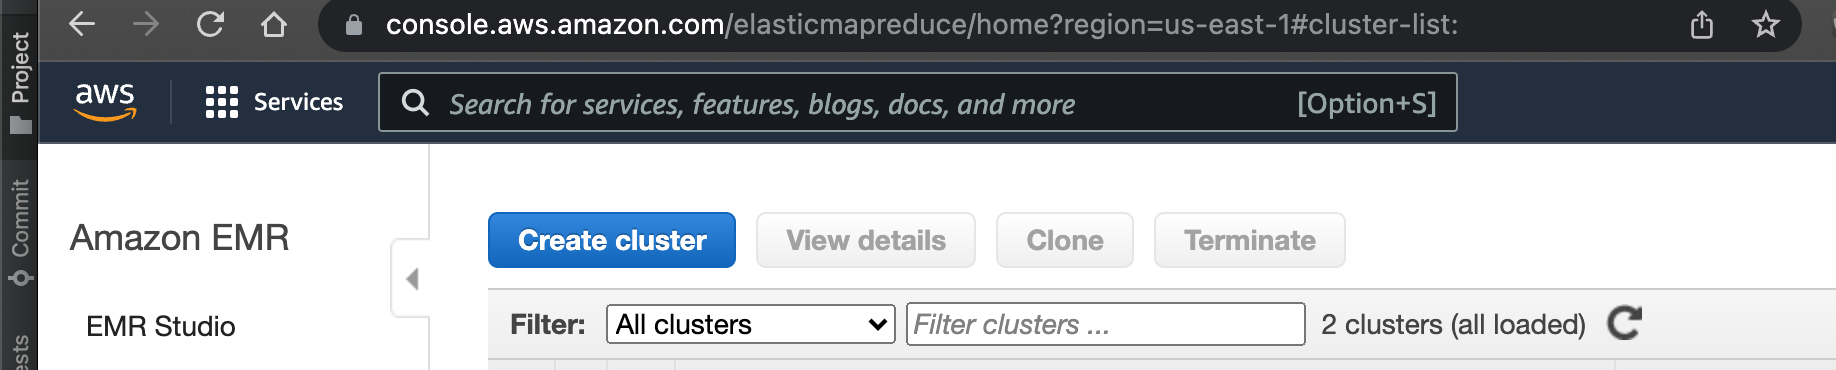 console.aws.amazon.com/elasticmapreduce/home?region=us-east-1#cluster-list:
Project
Commit
aws
Services
Search for services, features, blogs, docs, and more
[Option+S]
Amazon EMR
EMR Studio
Create cluster
View details
Clone
Terminate
Filter:
All clusters
Filter clusters ...
2 clusters (all loaded)